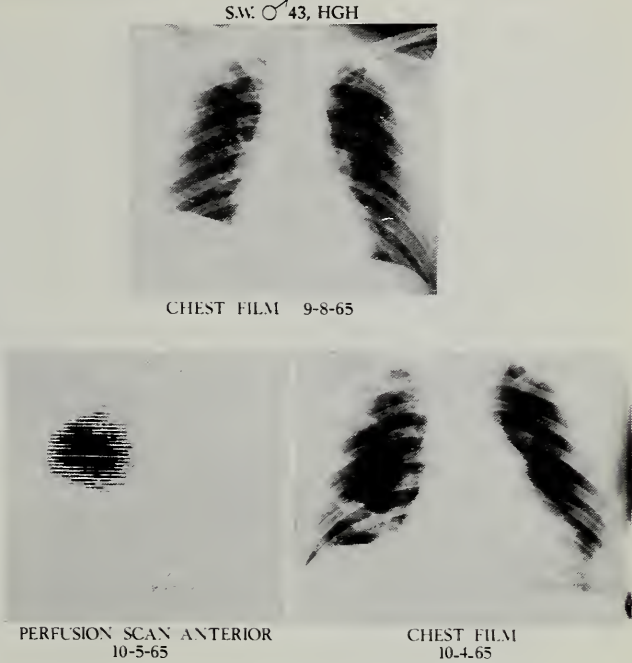 S.W. ♂ 43, HGH
CHEST FILM 9-8-65
PERFUSION SCAN ANTERIOR
10-5-65
CHEST FILM
10-4-65